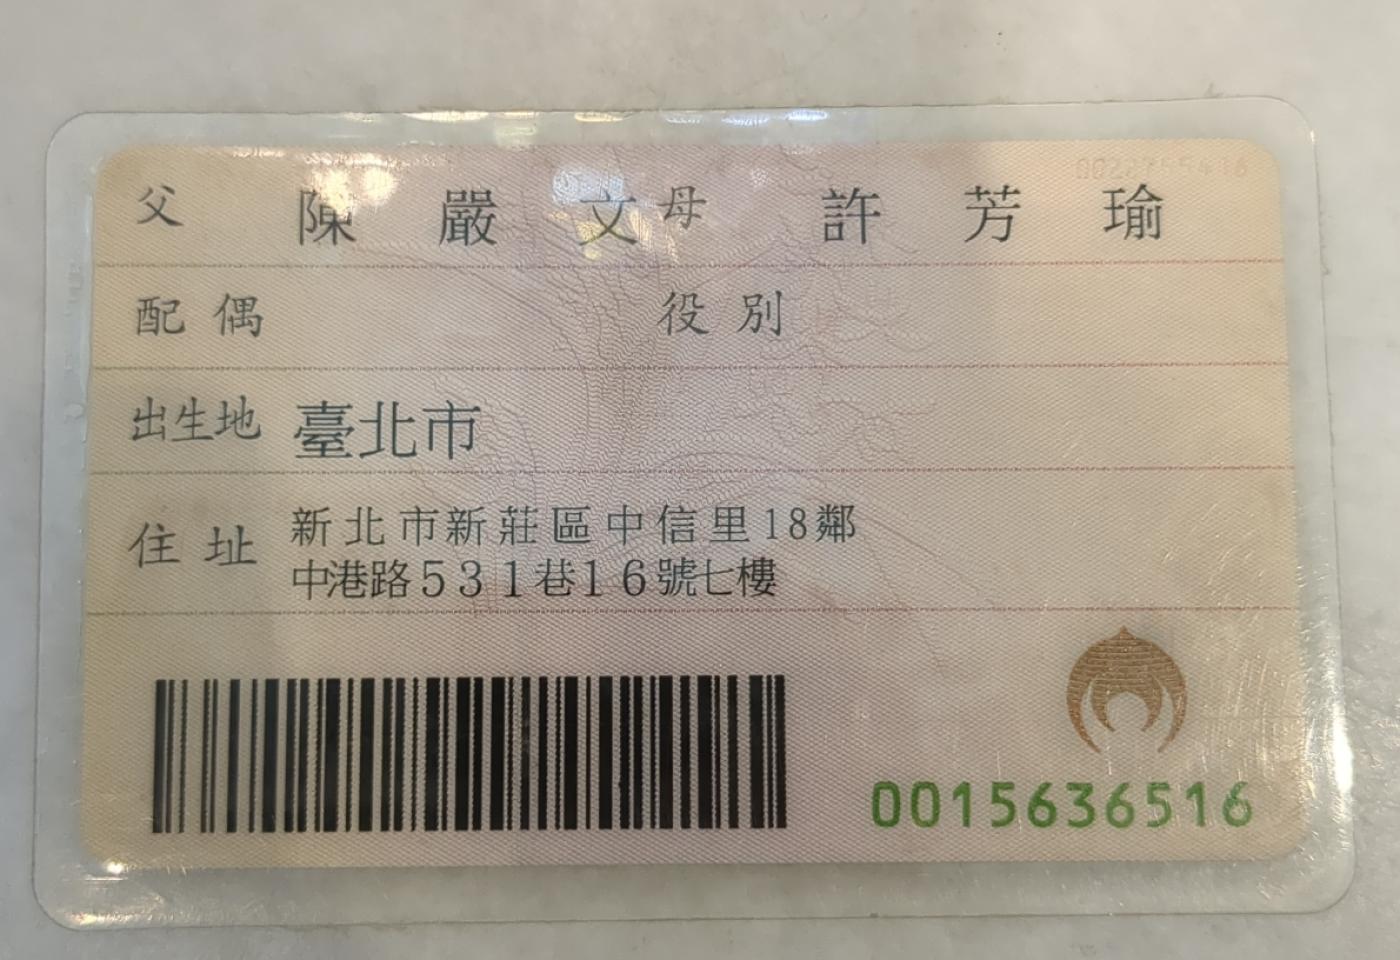 父 陳嚴文 母 許芳瑜
配偶 役別
出生地 臺北市
住址 新北市新莊區中信里18鄰
中港路531巷16號七樓
0015636516